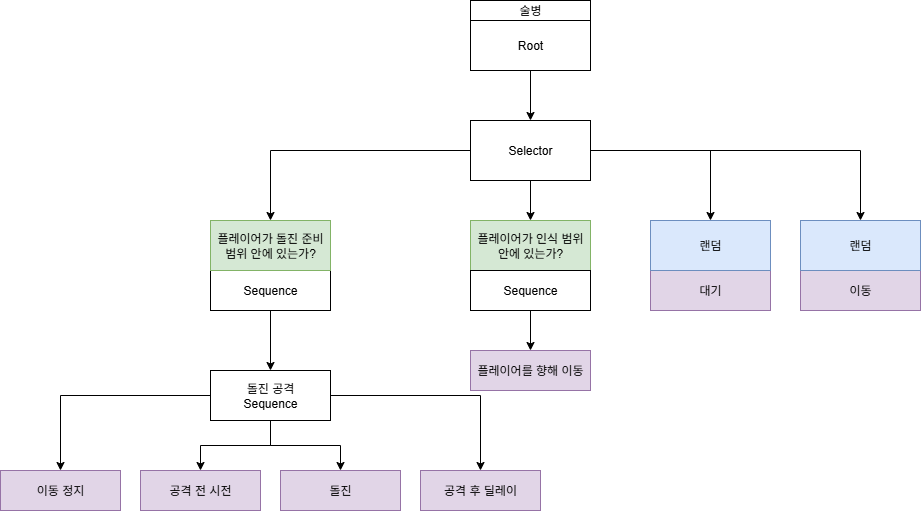 술병
Root
Selector
플레이어가 돌진 준비
범위 안에 있는가?
Sequence
플레이어가 인식 범위
안에 있는가?
Sequence
랜덤
대기
랜덤
이동
플레이어를 향해 이동
돌진 공격
Sequence
이동 정지
공격 전 시전
돌진
공격 후 딜레이